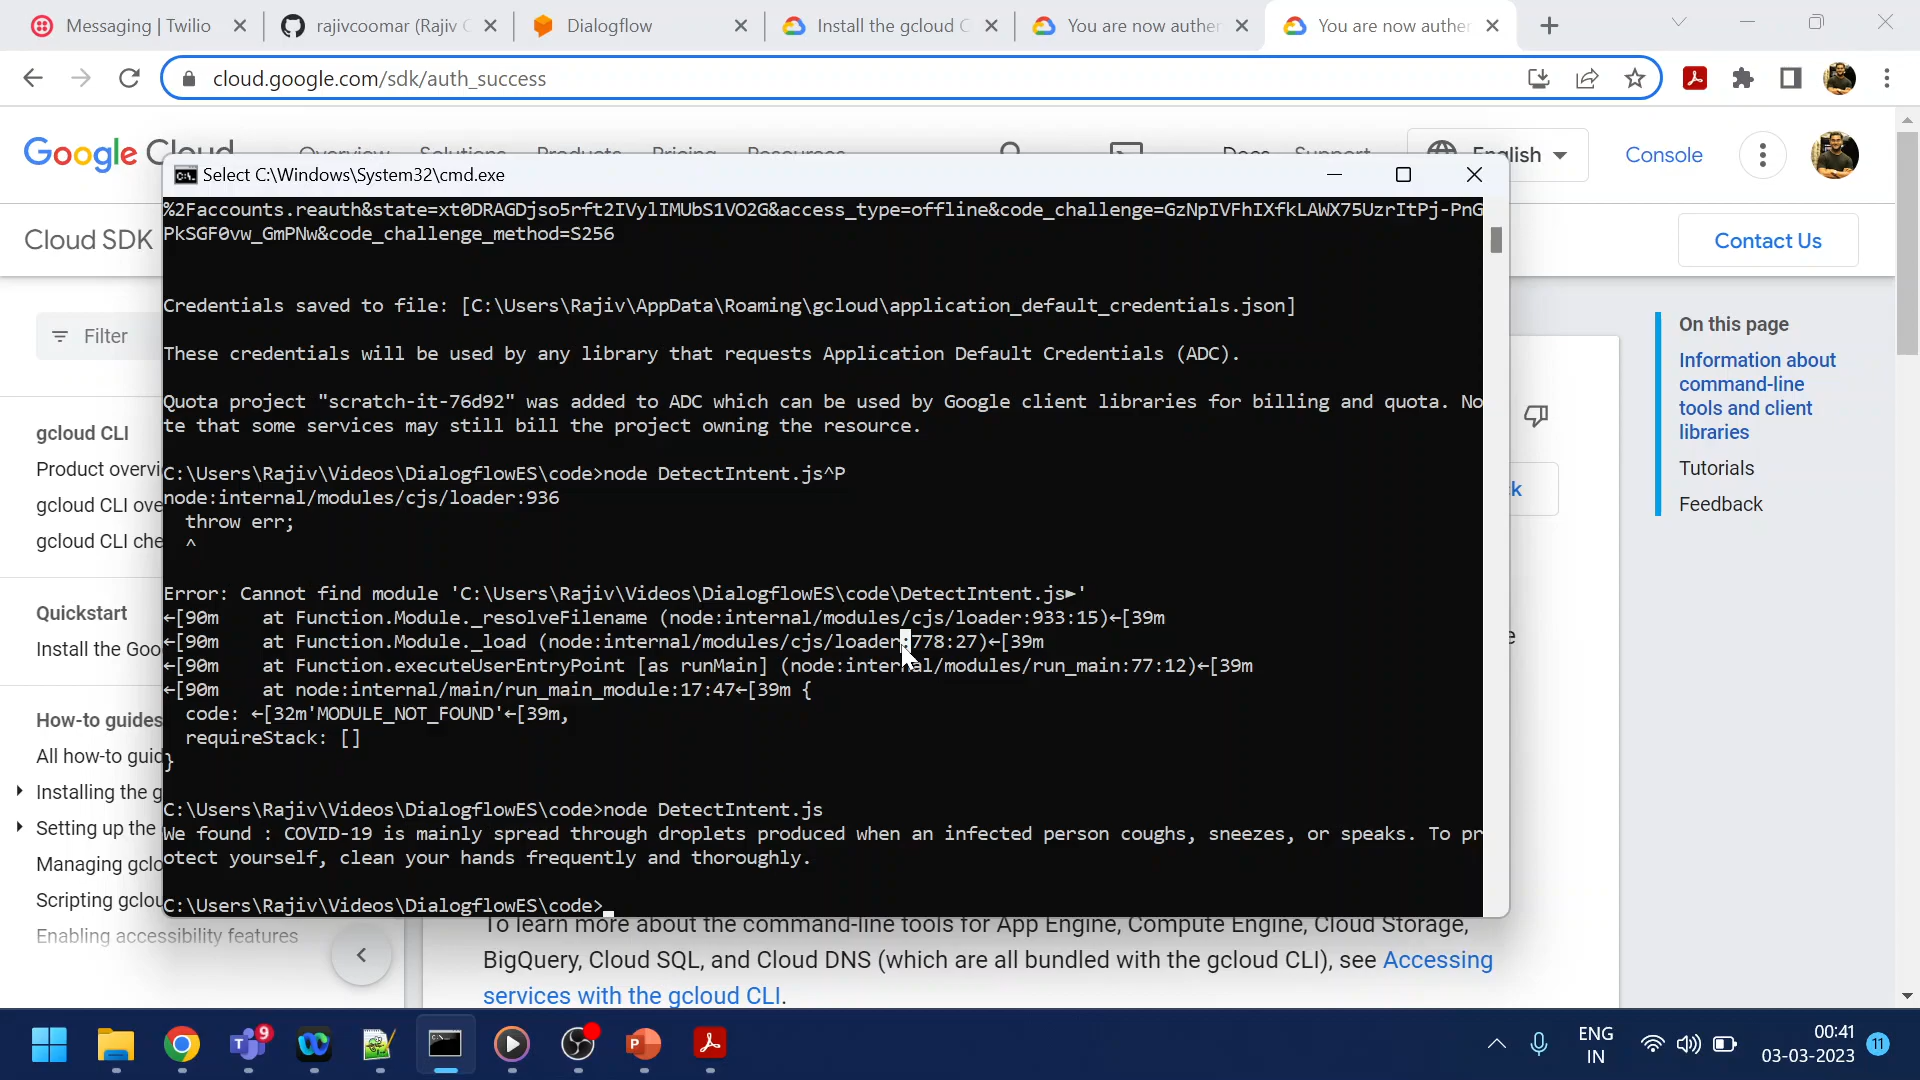 Messaging | Twilio
rajivcoomar (Rajiv C
Dialogflow
Install the gcloud C
You are now auther
You are now auther
cloud.google.com/sdk/auth_success
Google Cloud
Overview Solutions Products Pricing Resources
Docs Support
English
Console
Select C:\Windows\System32\cmd.exe
Cloud SDK
Contact Us
%2Faccounts.reauth&state=xt0DRAGDjso5rft2IVylIMUbS1VO2G&access_type=offline&code_challenge=GzNpIVFhIXfkLAWX75UzrItPj-PnG
PkSGF0vw_GmPNw&code_challenge_method=S256
Credentials saved to file: [C:\Users\Rajiv\AppData\Roaming\gcloud\application_default_credentials.json]
These credentials will be used by any library that requests Application Default Credentials (ADC).
Quota project "scratch-it-76d92" was added to ADC which can be used by Google client libraries for billing and quota. No
te that some services may still bill the project owning the resource.
C:\Users\Rajiv\Videos\DialogflowES\code>node DetectIntent.js^P
node:internal/modules/cjs/loader:936
throw err;
^
Error: Cannot find module 'C:\Users\Rajiv\Videos\DialogflowES\code\DetectIntent.js►'
←[90m    at Function.Module._resolveFilename (node:internal/modules/cjs/loader:933:15)←[39m
←[90m    at Function.Module._load (node:internal/modules/cjs/loader:778:27)←[39m
←[90m    at Function.executeUserEntryPoint [as runMain] (node:internal/modules/run_main:77:12)←[39m
←[90m    at node:internal/main/run_main_module:17:47←[39m {
code: ←[32m'MODULE_NOT_FOUND'←[39m,
requireStack: []
}
C:\Users\Rajiv\Videos\DialogflowES\code>node DetectIntent.js
We found : COVID-19 is mainly spread through droplets produced when an infected person coughs, sneezes, or speaks. To pr
otect yourself, clean your hands frequently and thoroughly.
C:\Users\Rajiv\Videos\DialogflowES\code>
Filter
gcloud CLI
Product overvi
gcloud CLI ove
gcloud CLI che
Quickstart
Install the Goo
How-to guides
All how-to guid
Installing the g
Setting up the
Managing gclo
Scripting gclou
Enabling accessibility features
k
e
To learn more about the command-line tools for App Engine, Compute Engine, Cloud Storage,
BigQuery, Cloud SQL, and Cloud DNS (which are all bundled with the gcloud CLI), see Accessing
services with the gcloud CLI.
On this page
Information about
command-line
tools and client
libraries
Tutorials
Feedback
9
ENG
IN
00:41
03-03-2023
11